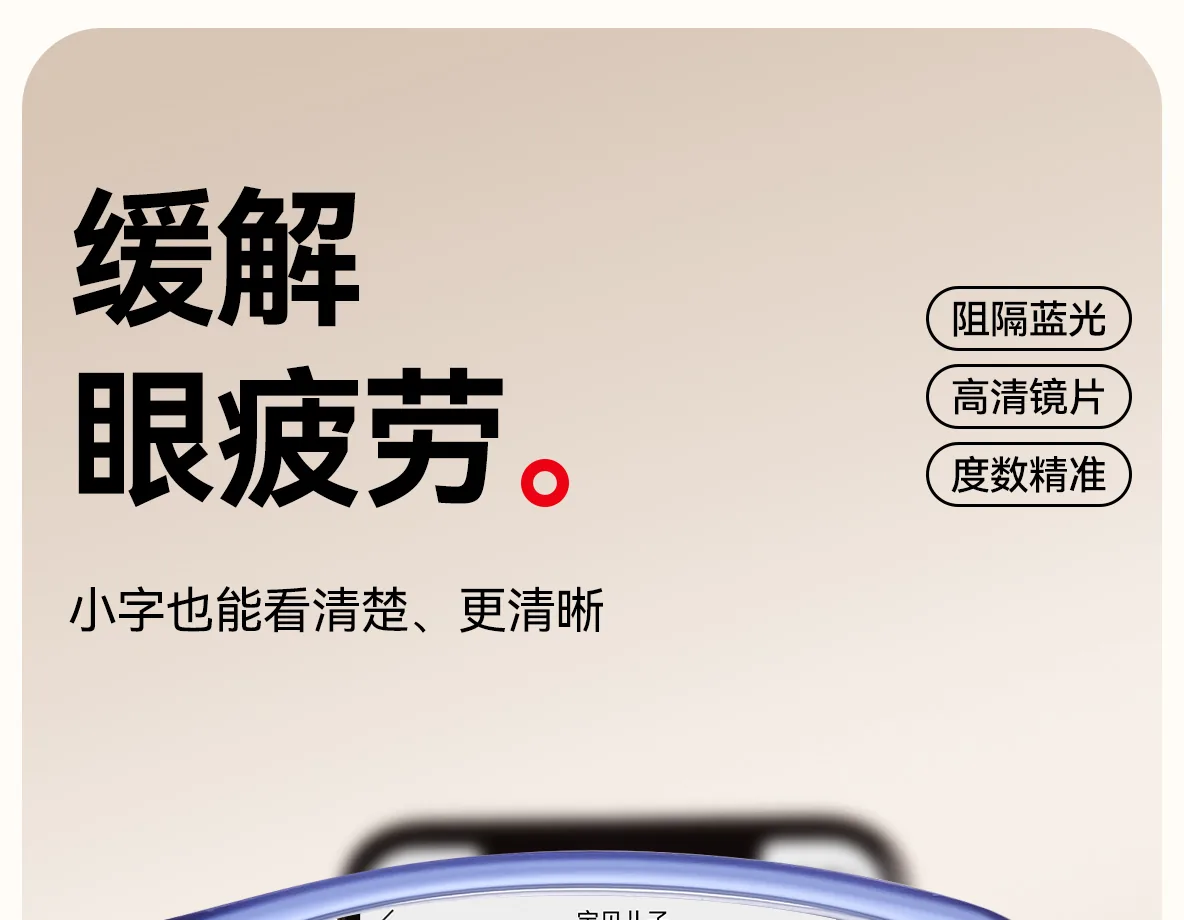 缓解
眼疲劳。
阻隔蓝光
高清镜片
度数精准
小字也能看清楚、更清晰